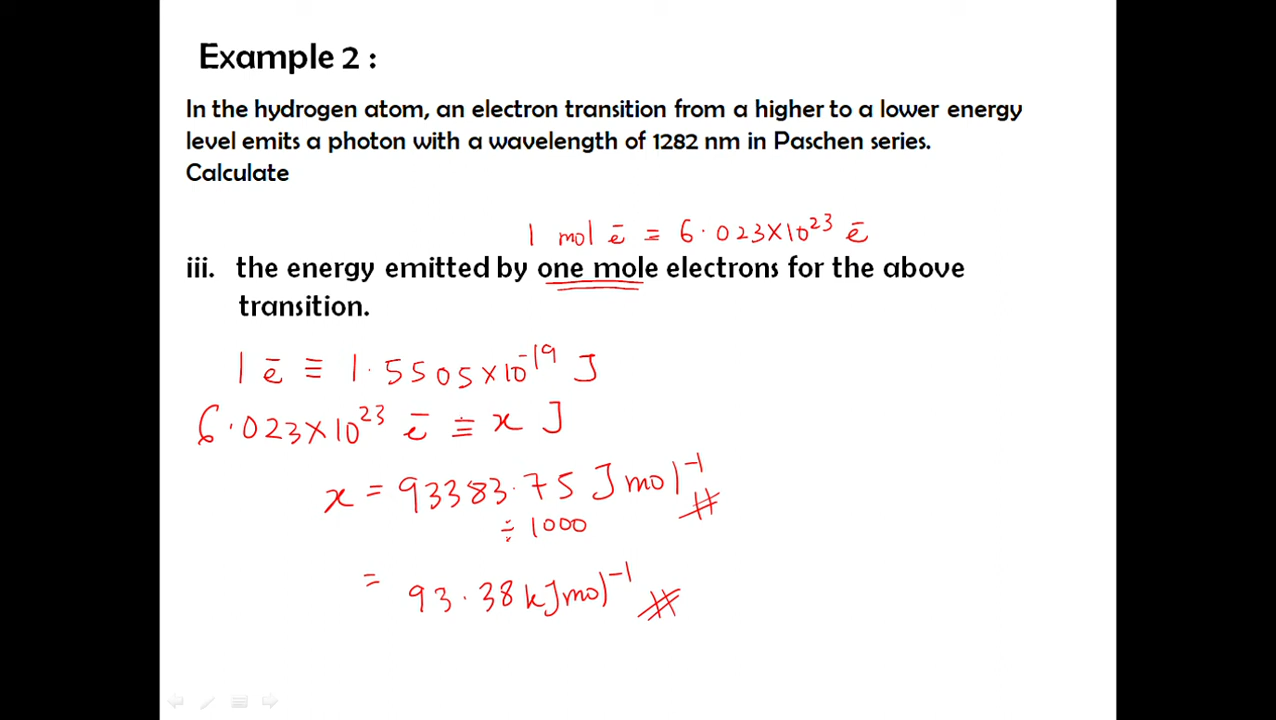 Example 2 :
In the hydrogen atom, an electron transition from a higher to a lower energy
level emits a photon with a wavelength of 1282 nm in Paschen series.
Calculate
1 mol ē ≡ 6.023×10²³ ē
iii. the energy emitted by one mole electrons for the above
transition.
1 ē ≡ 1.5505×10⁻¹⁹ J
6.023×10²³ ē ≡ x J
x = 93383.75 J mol⁻¹ #
÷ 1000
= 93.38 kJmol⁻¹ #